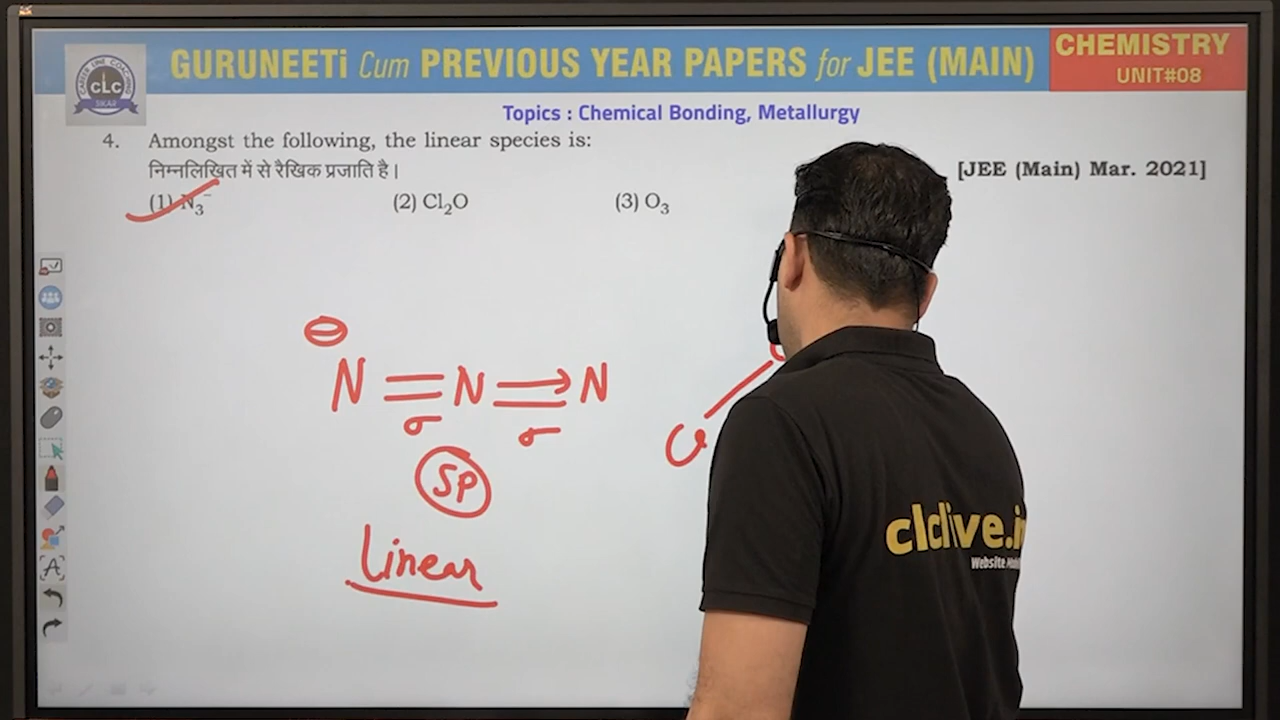 GURUNEETi Cum PREVIOUS YEAR PAPERS for JEE (MAIN)
CHEMISTRY
UNIT#08
CLC
SIKAR
Topics : Chemical Bonding, Metallurgy
4. Amongst the following, the linear species is:
निम्नलिखित में से रैखिक प्रजाति है।
[JEE (Main) Mar. 2021]
(1) N₃⁻ (2) Cl₂O (3) O₃
⊖
N = N ⇒ N
σ σ
SP
Linear
clclive.in
Website